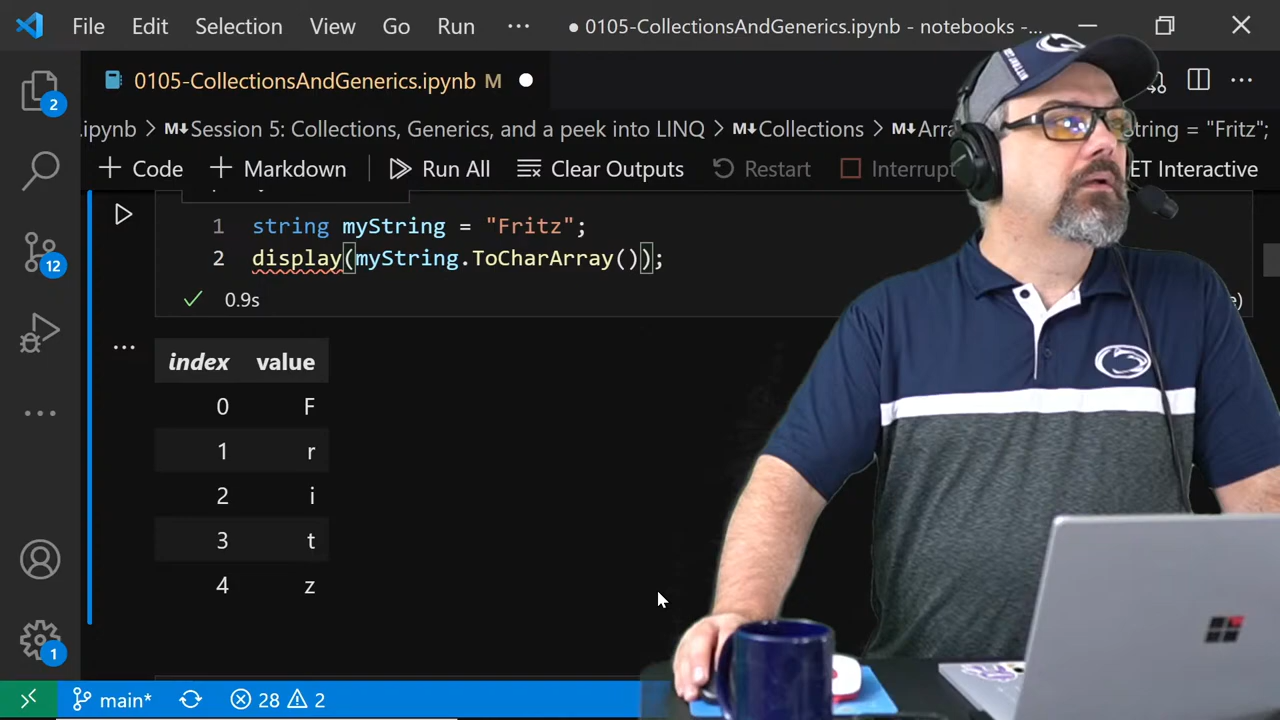 File Edit Selection View Go Run ··· ● 0105-CollectionsAndGenerics.ipynb - notebooks -...
0105-CollectionsAndGenerics.ipynb M
.ipynb > M↓Session 5: Collections, Generics, and a peek into LINQ > M↓Collections > M↓Arra String = "Fritz";
+ Code + Markdown Run All Clear Outputs Restart Interrupt ET Interactive
1 string myString = "Fritz";
2 display(myString.ToCharArray());
0.9s
index value
0 F
1 r
2 i
3 t
4 z
2
12
1
main* 28 2